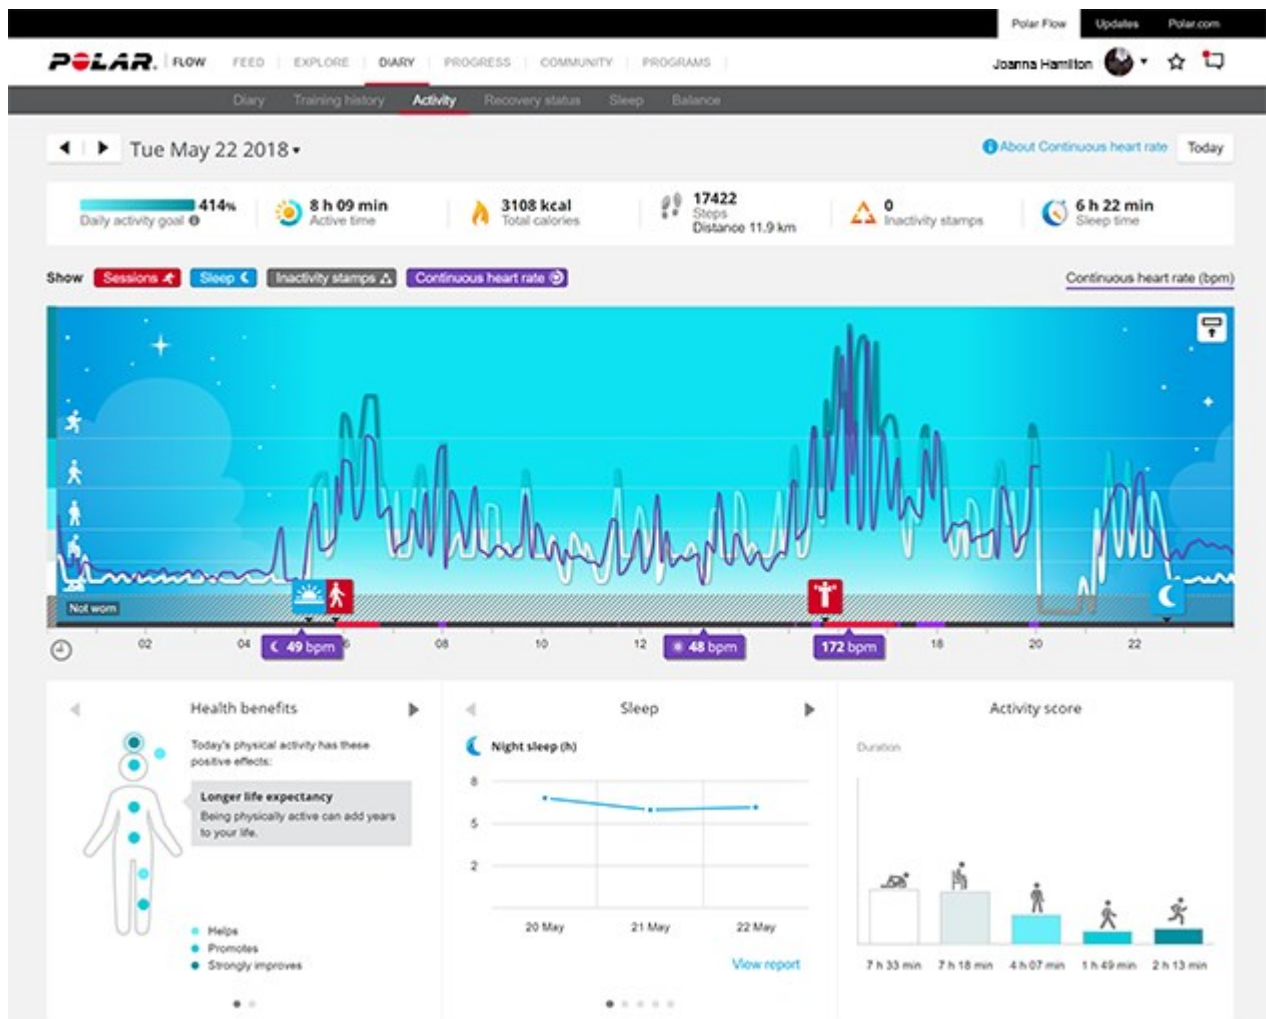 Polar Flow Updates Polar.com
POLAR. FLOW FEED EXPLORE DIARY PROGRESS COMMUNITY PROGRAMS Joanna Hamilton
Diary Training history Activity Recovery status Sleep Balance
Tue May 22 2018 About Continuous heart rate Today
414% 8 h 09 min 3108 kcal 17422 0 6 h 22 min
Daily activity goal Active time Total calories Steps Inactivity stamps Sleep time
Distance 11.9 km
Show Sessions Sleep Inactivity stamps Continuous heart rate Continuous heart rate (bpm)
Not worn
02 04 6 08 10 12 18 20 22
49 bpm 48 bpm 172 bpm
Health benefits
Today's physical activity has these
positive effects:
Longer life expectancy
Being physically active can add years
to your life.
Helps
Promotes
Strongly improves
Sleep
Night sleep (h)
8
5
2
20 May 21 May 22 May
View report
Activity score
Duration
7 h 33 min 7 h 18 min 4 h 07 min 1 h 49 min 2 h 13 min